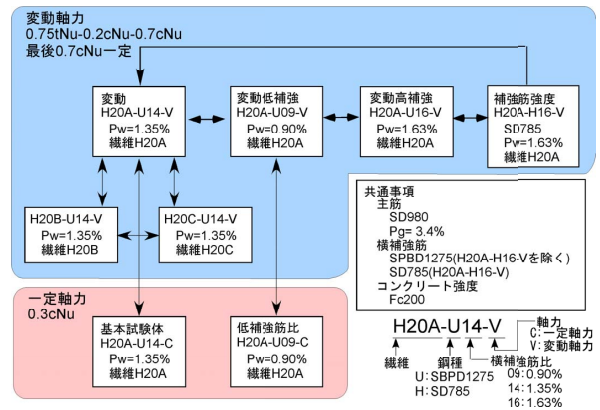 変動軸力
0.75tNu-0.2cNu-0.7cNu
最後0.7cNu一定
変動
H20A-U14-V
Pw=1.35%
繊維H20A
変動低補強
H20A-U09-V
Pw=0.90%
繊維H20A
変動高補強
H20A-U16-V
Pw=1.63%
繊維H20A
補強筋強度
H20A-H16-V
SD785
Pw=1.63%
繊維H20A
H20B-U14-V
Pw=1.35%
繊維H20B
H20C-U14-V
Pw=1.35%
繊維H20C
一定軸力
0.3cNu
基本試験体
H20A-U14-C
Pw=1.35%
繊維H20A
低補強筋比
H20A-U09-C
Pw=0.90%
繊維H20A
共通事項
主筋
SD980
Pg= 3.4%
横補強筋
SPBD1275(H20A-H16-Vを除く)
SD785(H20A-H16-V)
コンクリート強度
Fc200
H20A-U14-V
軸力
C:一定軸力
V:変動軸力
繊維
鋼種
U:SBPD1275
H:SD785
横補強筋比
09:0.90%
14:1.35%
16:1.63%